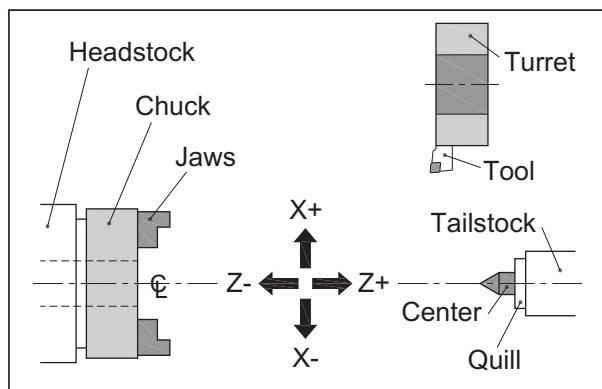 Headstock
Chuck
Jaws
Turret
Tool
X+
Tailstock
℄ Z- Z+
Center
X-
Quill